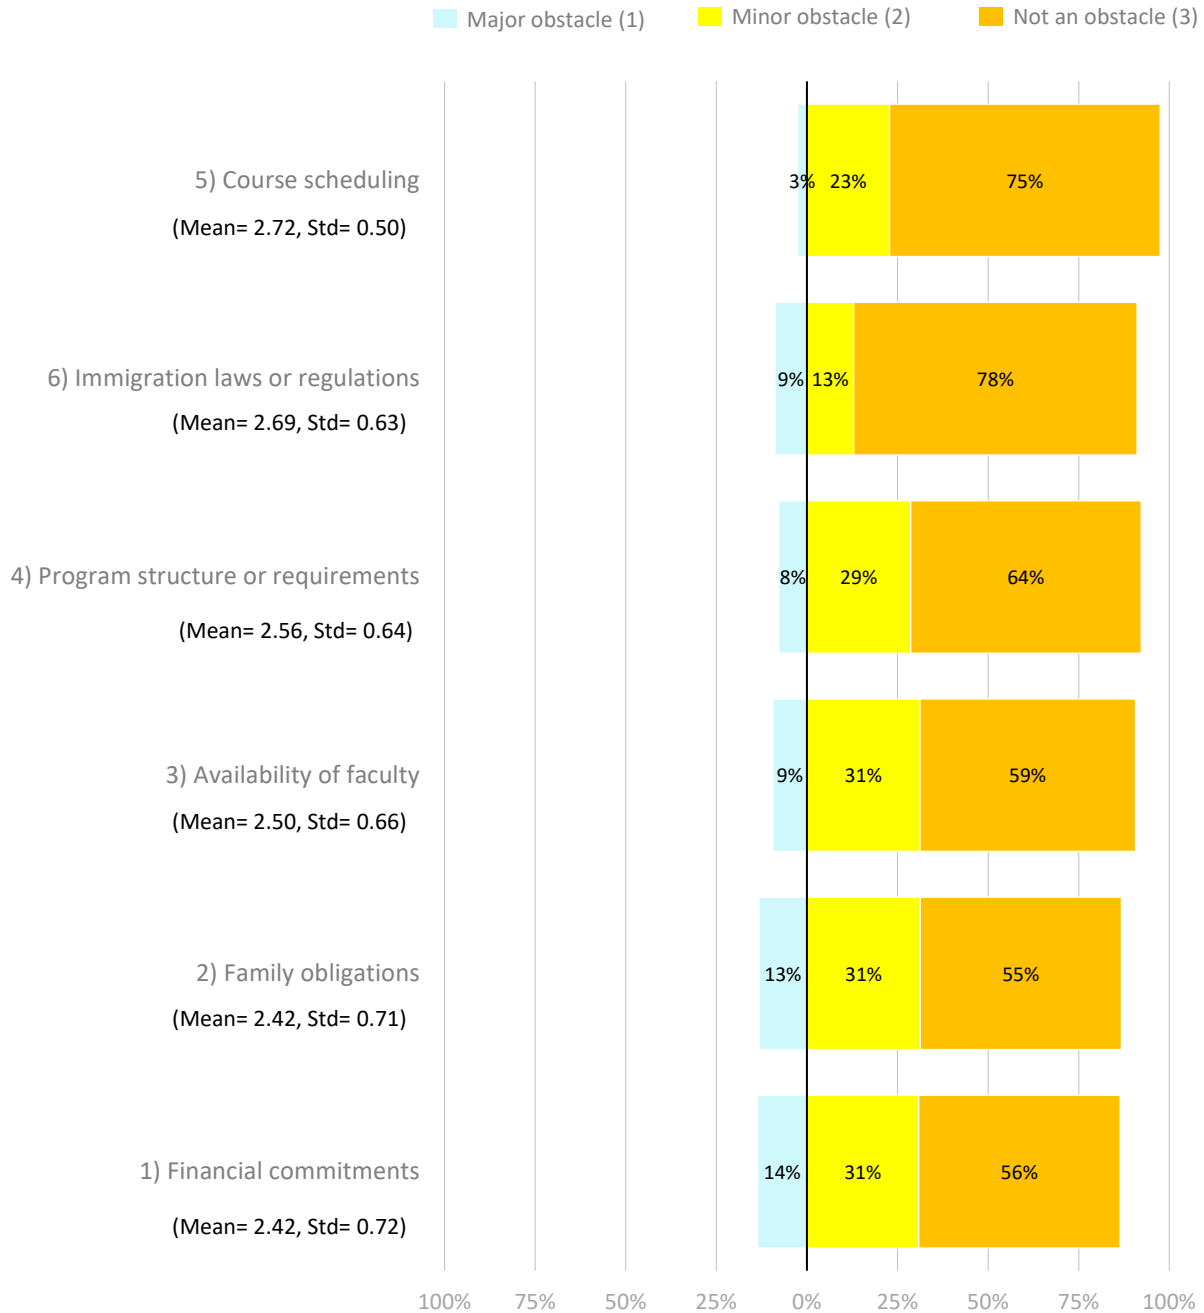 Major obstacle (1) Minor obstacle (2) Not an obstacle (3)
5) Course scheduling
(Mean= 2.72, Std= 0.50)
3% 23% 75%
6) Immigration laws or regulations
(Mean= 2.69, Std= 0.63)
9% 13% 78%
4) Program structure or requirements
(Mean= 2.56, Std= 0.64)
8% 29% 64%
3) Availability of faculty
(Mean= 2.50, Std= 0.66)
9% 31% 59%
2) Family obligations
(Mean= 2.42, Std= 0.71)
13% 31% 55%
1) Financial commitments
(Mean= 2.42, Std= 0.72)
14% 31% 56%
100% 75% 50% 25% 0% 25% 50% 75% 100%